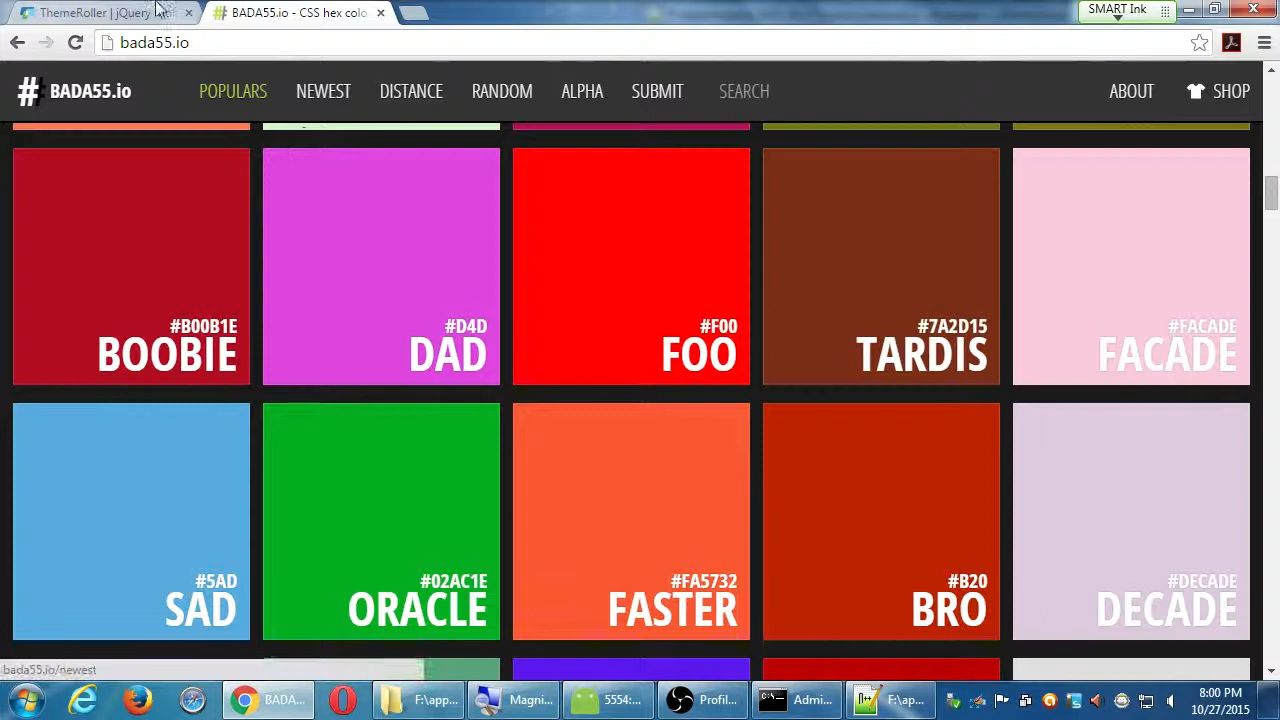 ThemeRoller | jQuery
BADA55.io - CSS hex colo
SMART Ink
bada55.io
# BADA55.io
POPULARS
NEWEST
DISTANCE
RANDOM
ALPHA
SUBMIT
SEARCH
ABOUT
SHOP
#B00B1E
BOOBIE
#D4D
DAD
#F00
FOO
#7A2D15
TARDIS
#FACADE
FACADE
#5AD
SAD
#02AC1E
ORACLE
#FA5732
FASTER
#B20
BRO
#DECADE
DECADE
bada55.io/newest
BADA...
F:\app...
Magni...
5554:...
Profil...
Admi...
F:\ap...
8:00 PM
10/27/2015